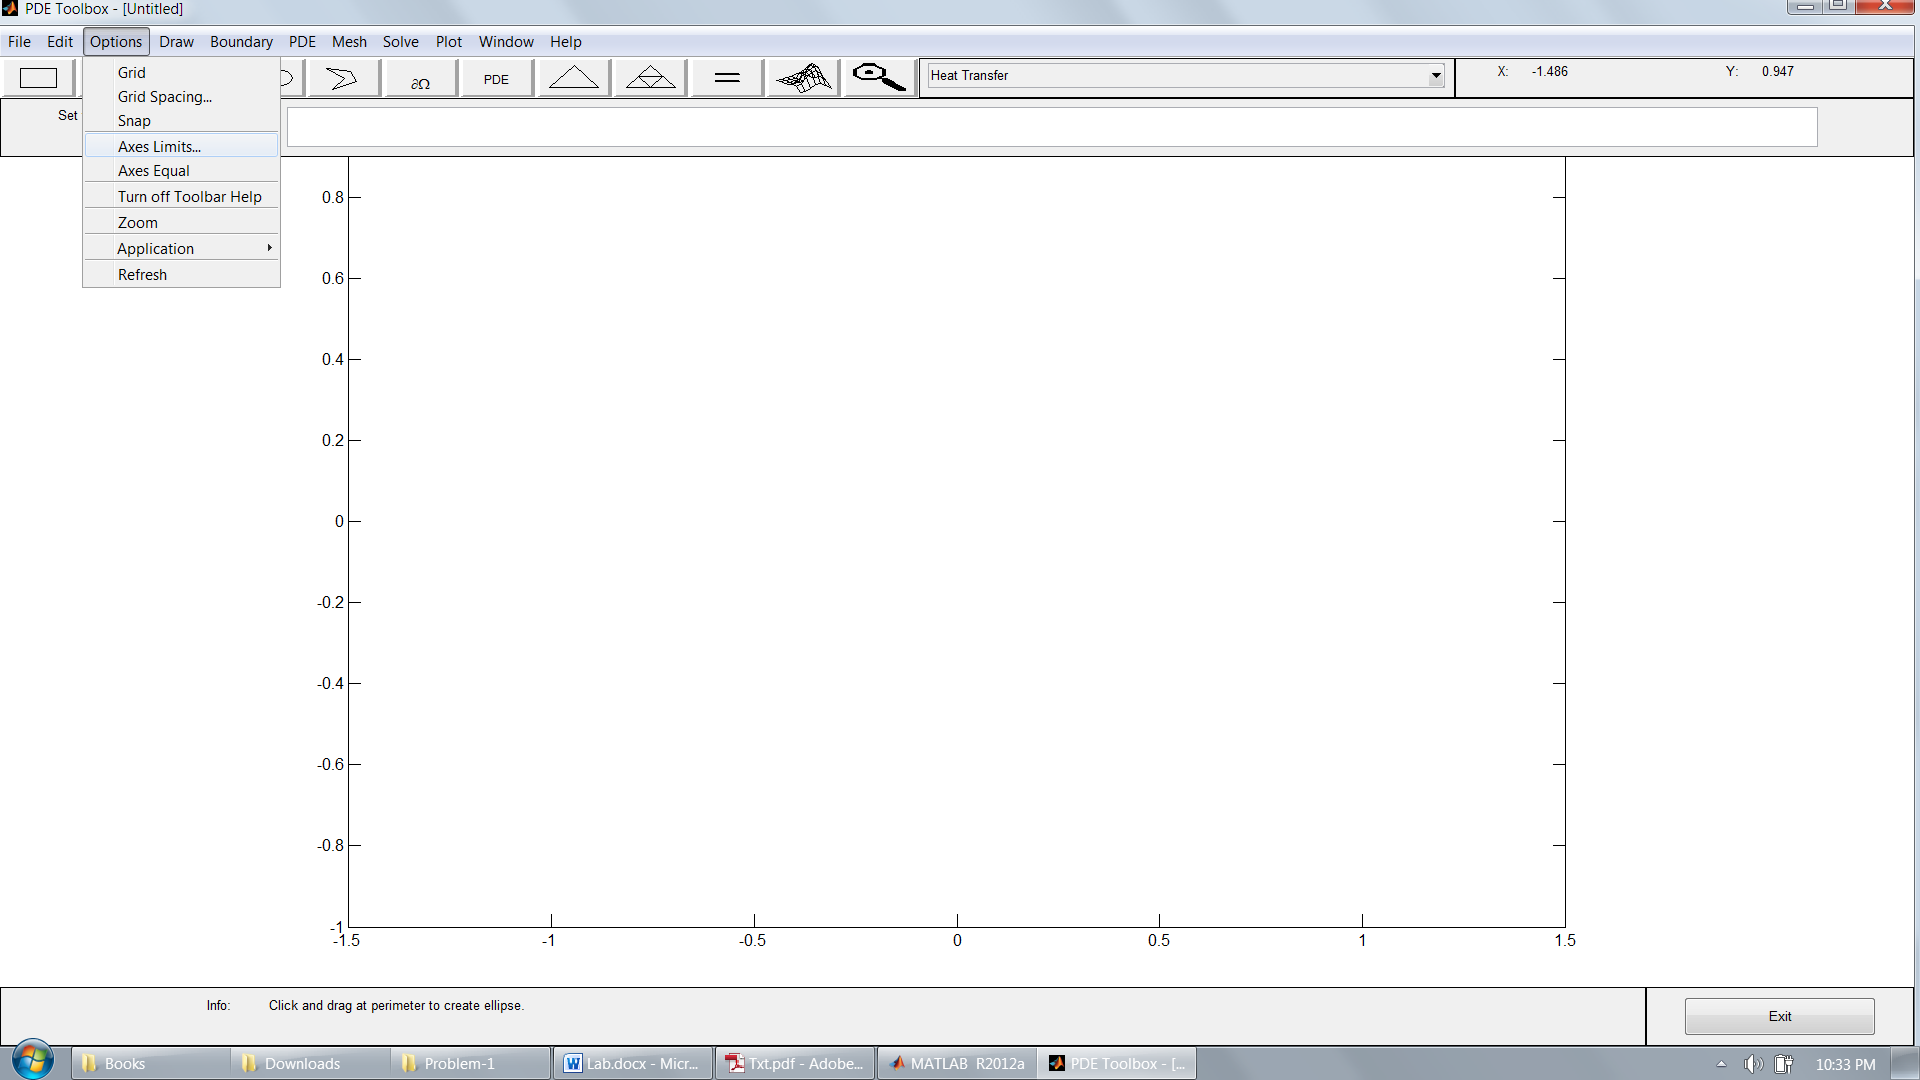 PDE Toolbox - [Untitled]
File Edit Options Draw Boundary PDE Mesh Solve Plot Window Help
Grid
Grid Spacing...
Snap
Axes Limits...
Axes Equal
Turn off Toolbar Help
Zoom
Application
Refresh
∂Ω PDE Heat Transfer X: -1.486 Y: 0.947
Set
0.8
0.6
0.4
0.2
0
-0.2
-0.4
-0.6
-0.8
-1
-1.5 -1 -0.5 0 0.5 1 1.5
Info: Click and drag at perimeter to create ellipse.
Exit
Books Downloads Problem-1 Lab.docx - Micr... Txt.pdf - Adobe... MATLAB R2012a PDE Toolbox - [... 10:33 PM